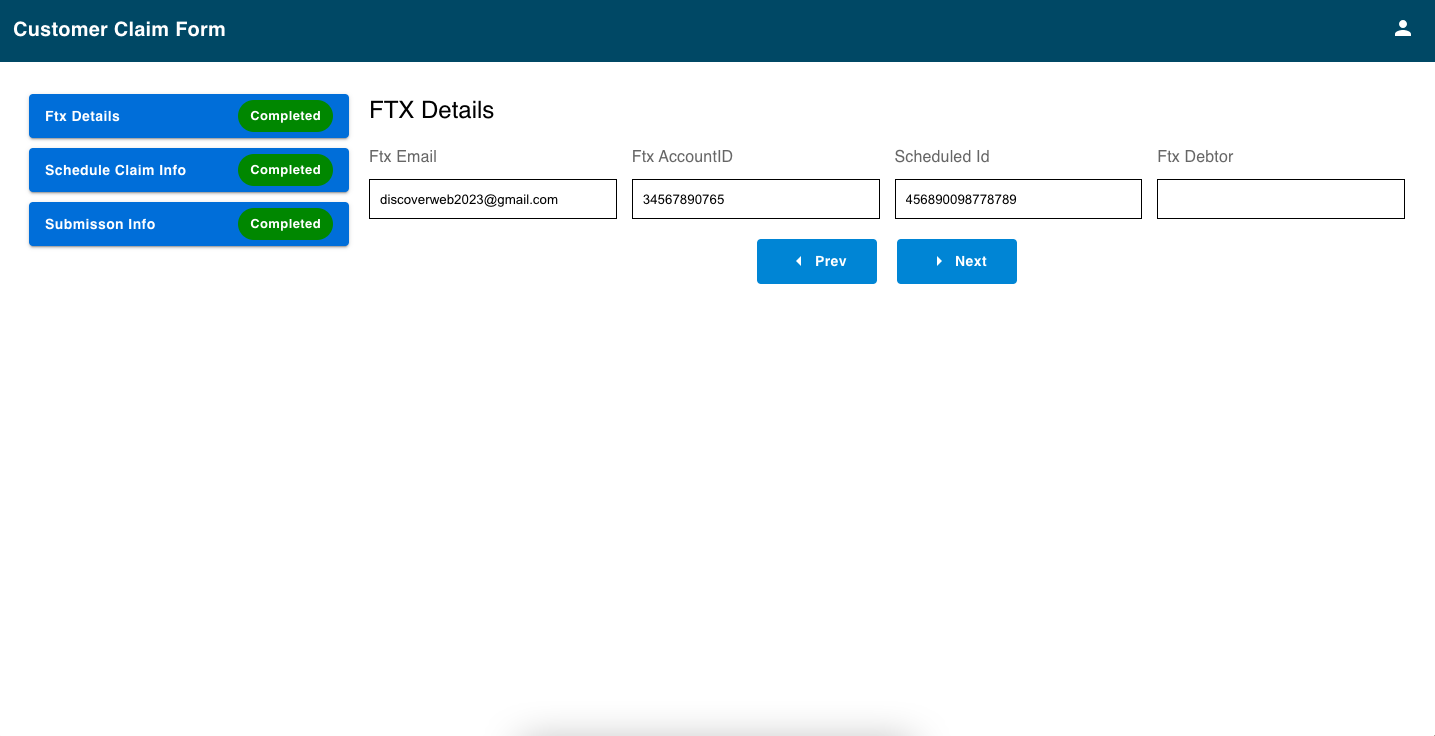 Customer Claim Form
Ftx Details Completed
Schedule Claim Info Completed
Submisson Info Completed
FTX Details
Ftx Email Ftx AccountID Scheduled Id Ftx Debtor
discoverweb2023@gmail.com 34567890765 456890098778789
Prev Next